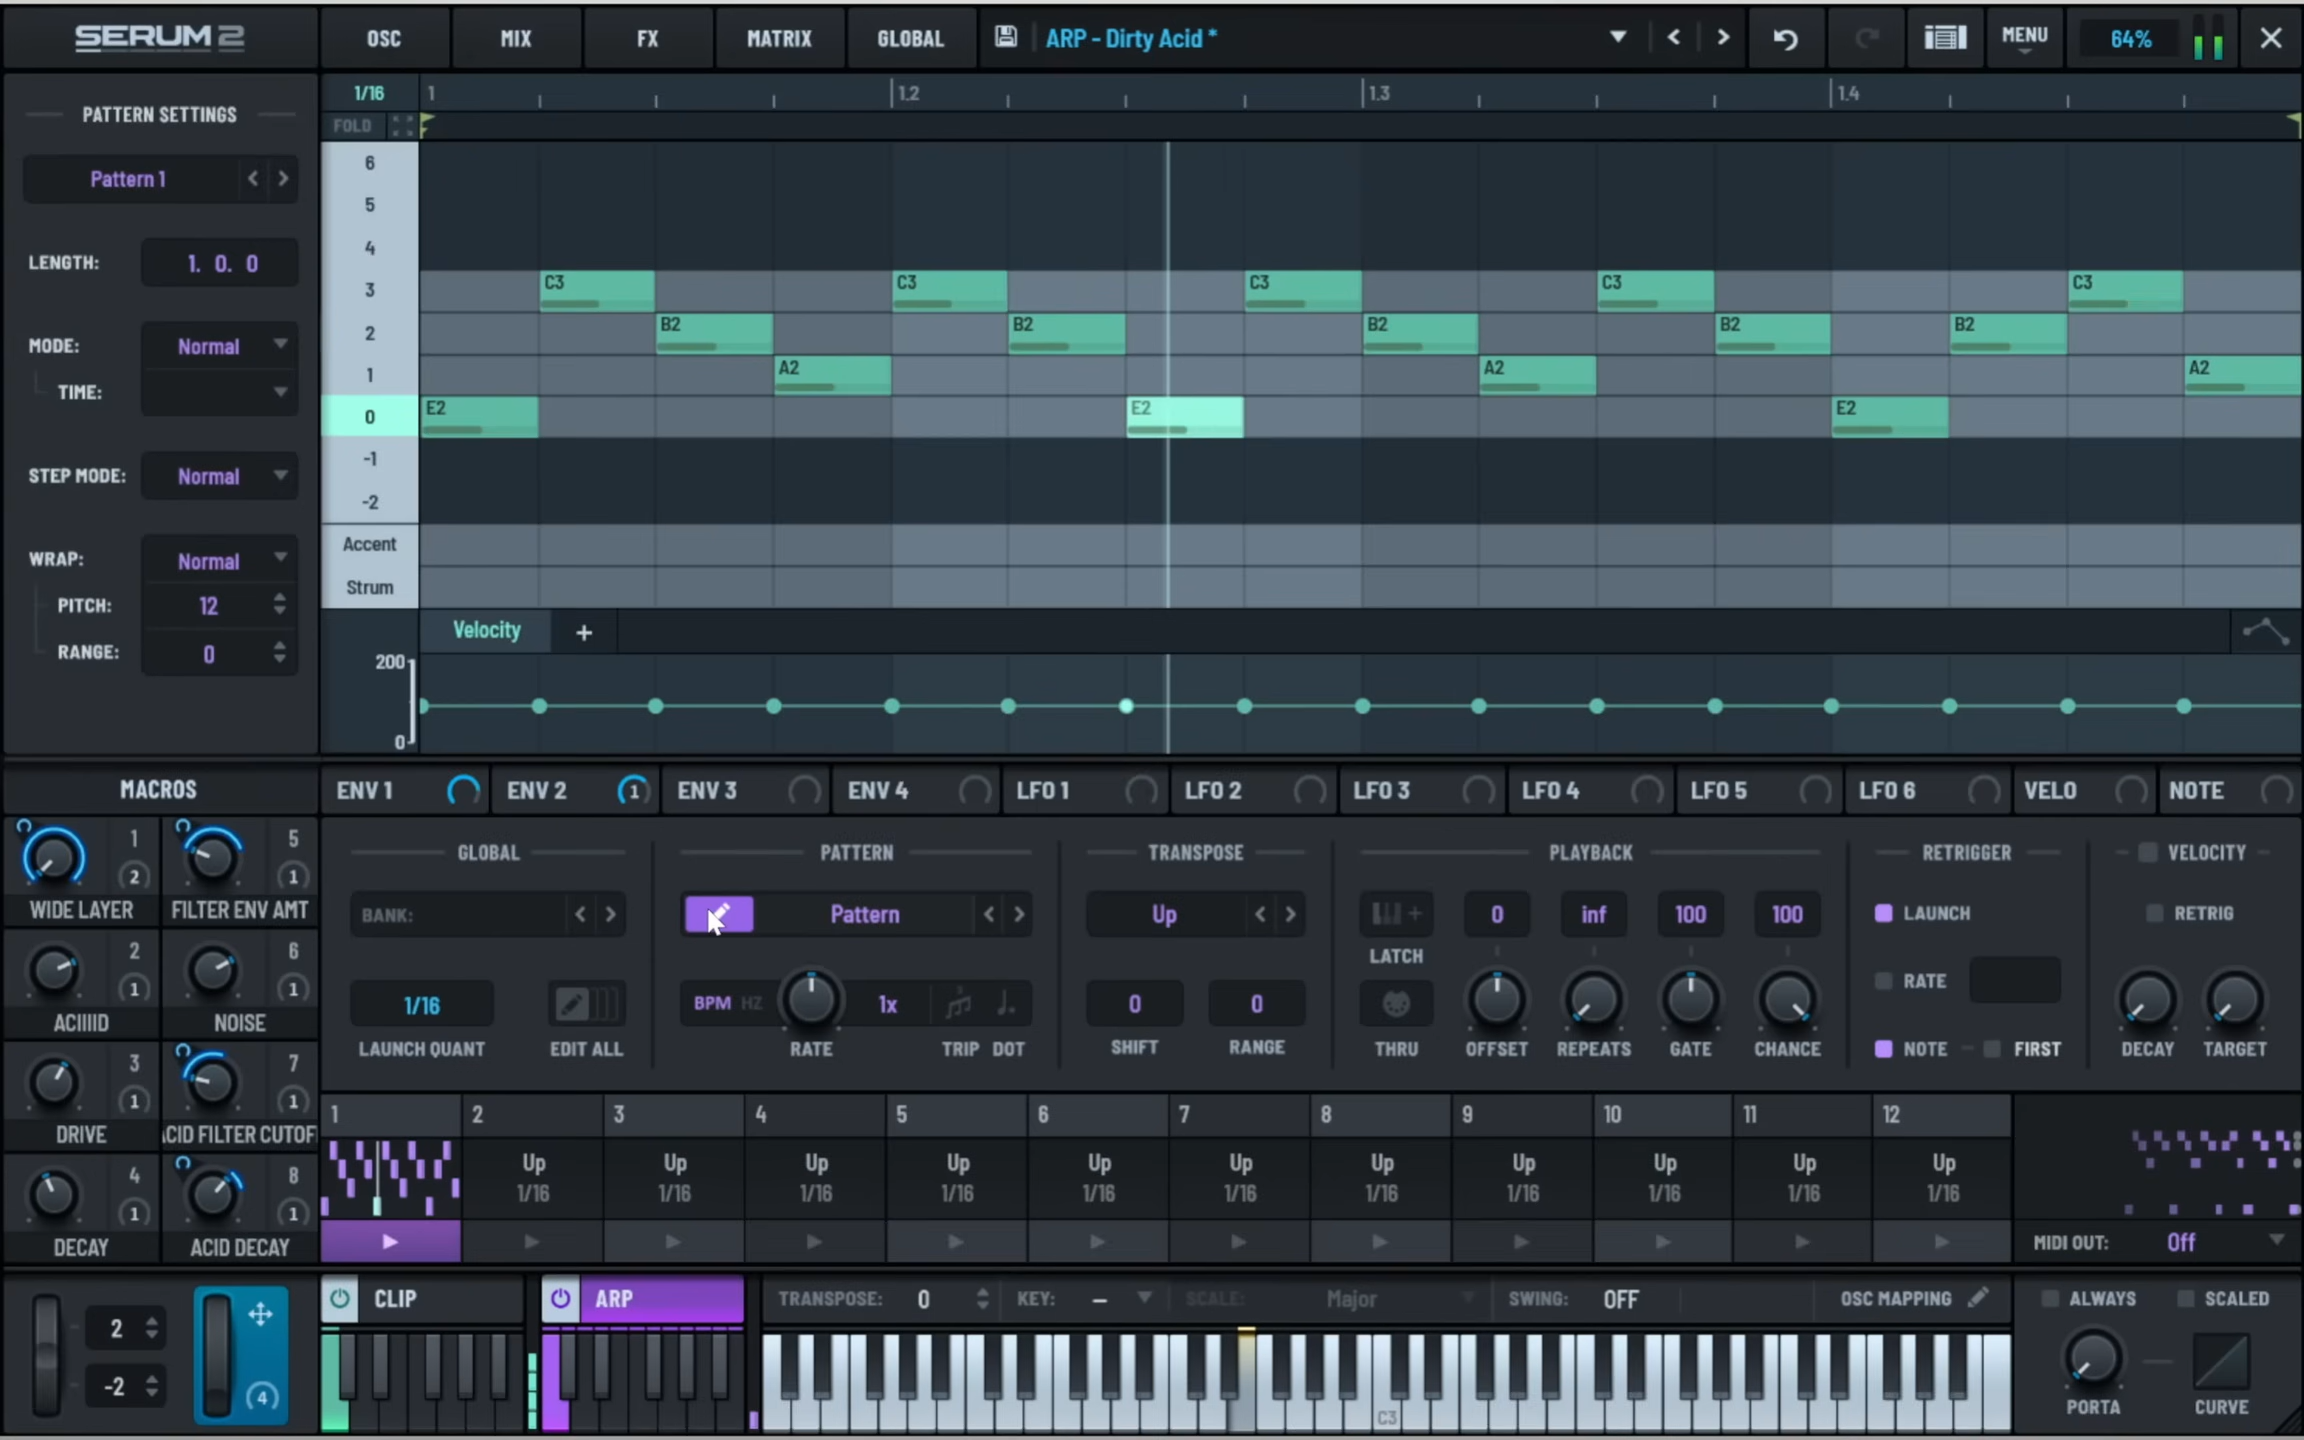 SERUM 2
OSC
MIX
FX
MATRIX
GLOBAL
ARP - Dirty Acid *
MENU
64%
PATTERN SETTINGS
1/16
1
1.2
1.3
1.4
FOLD
Pattern 1
LENGTH: 1. 0. 0
MODE: Normal
TIME:
STEP MODE: Normal
WRAP: Normal
PITCH: 12
RANGE: 0
6
5
4
3
2
1
0
-1
-2
Accent
Strum
C3 C3 C3 C3 C3
B2 B2 B2 B2 B2
A2 A2 A2
E2 E2 E2
Velocity +
200
0
MACROS
ENV 1
ENV 2 1
ENV 3
ENV 4
LFO 1
LFO 2
LFO 3
LFO 4
LFO 5
LFO 6
VELO
NOTE
1 2
WIDE LAYER
5 1
FILTER ENV AMT
2 1
ACIIIID
6 1
NOISE
3 1
DRIVE
7 1
ACID FILTER CUTOF
4 1
DECAY
8 1
ACID DECAY
GLOBAL
BANK:
1/16
LAUNCH QUANT
EDIT ALL
PATTERN
Pattern
BPM HZ
1x
RATE
TRIP DOT
TRANSPOSE
Up
0 0
SHIFT RANGE
PLAYBACK
0 inf 100 100
LATCH
THRU OFFSET REPEATS GATE CHANCE
RETRIGGER
LAUNCH
RATE
NOTE FIRST
VELOCITY
RETRIG
DECAY TARGET
1 2 3 4 5 6 7 8 9 10 11 12
Up Up Up Up Up Up Up Up Up Up Up
1/16 1/16 1/16 1/16 1/16 1/16 1/16 1/16 1/16 1/16 1/16
MIDI OUT: Off
2
-2
4
CLIP
ARP
TRANSPOSE: 0
KEY: –
SCALE: Major
SWING: OFF
OSC MAPPING
ALWAYS
SCALED
C3
PORTA
CURVE